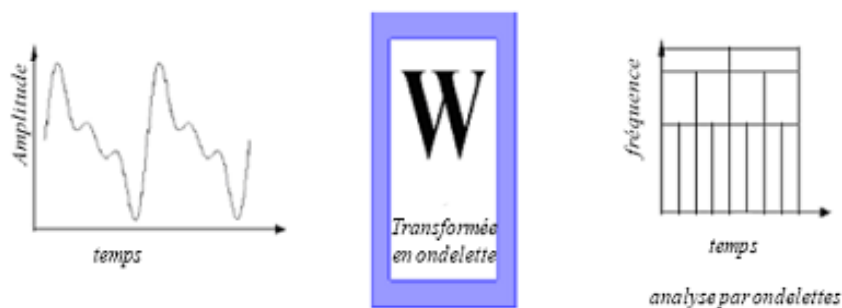 Amplitude
temps
W
Transformée
en ondelette
fréquence
temps
analyse par ondelettes